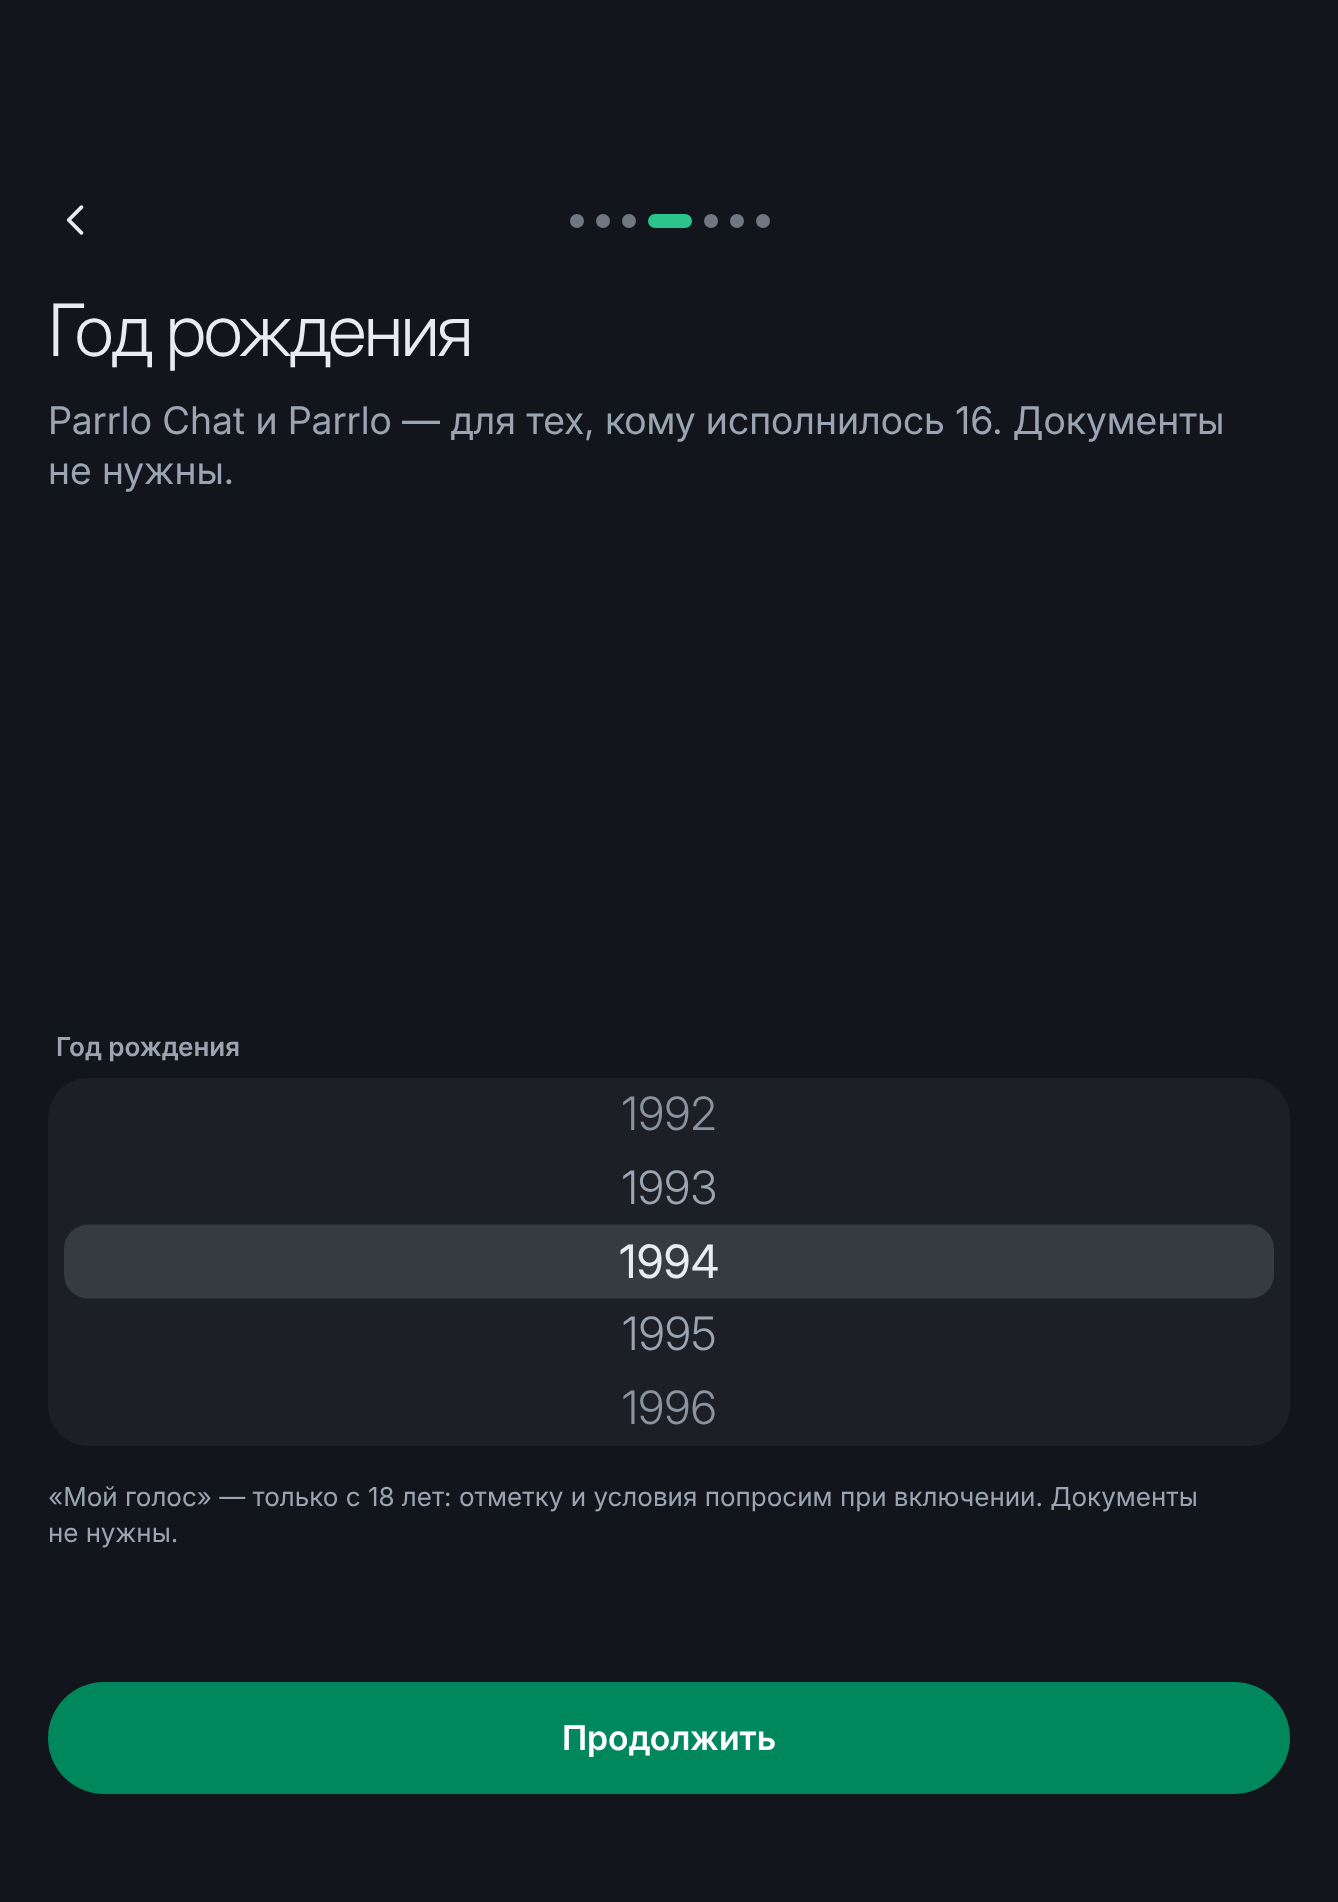 Год рождения
Parrlo Chat и Parrlo — для тех, кому исполнилось 16. Документы
не нужны.
Год рождения
1992
1993
1994
1995
1996
«Мой голос» — только с 18 лет: отметку и условия попросим при включении. Документы
не нужны.
Продолжить